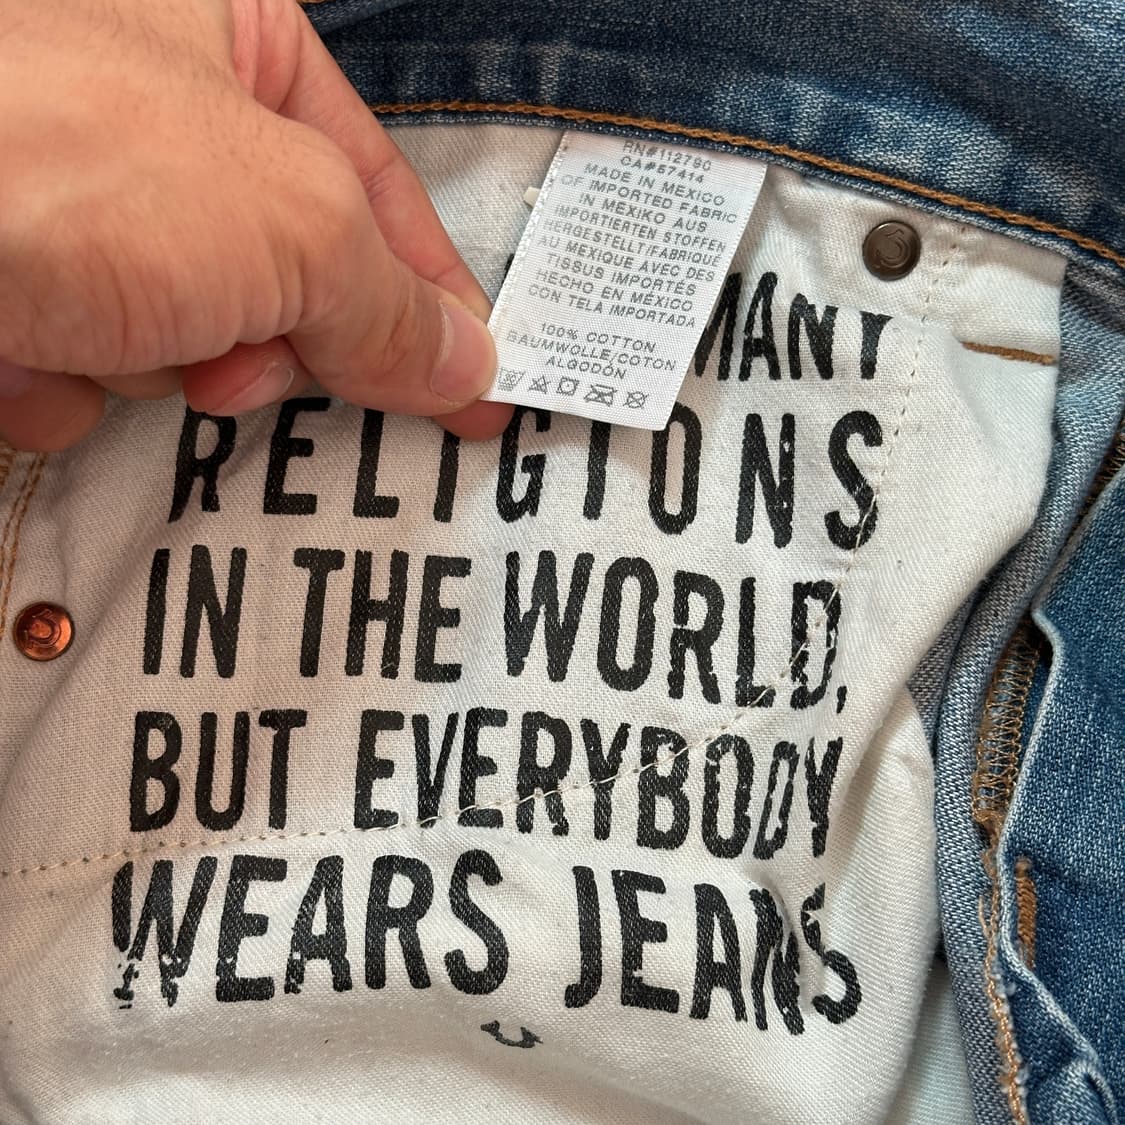 RN#112790
CA#57414
MADE IN MEXICO
OF IMPORTED FABRIC
IN MEXIKO AUS
IMPORTIERTEN STOFFEN
HERGESTELLT/FABRIQUÉ
AU MEXIQUE AVEC DES
TISSUS IMPORTÉS
HECHO EN MÉXICO
CON TELA IMPORTADA
100% COTTON
BAUMWOLLE/COTON
ALGODÓN
MANY
RELIGIONS
IN THE WORLD,
BUT EVERYBODY
WEARS JEANS